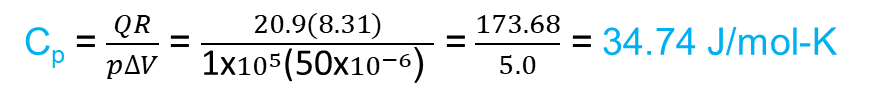 Cₚ = QR / pΔV = 20.9(8.31) / 1x10⁵(50x10⁻⁶) = 173.68 / 5.0 = 34.74 J/mol-K